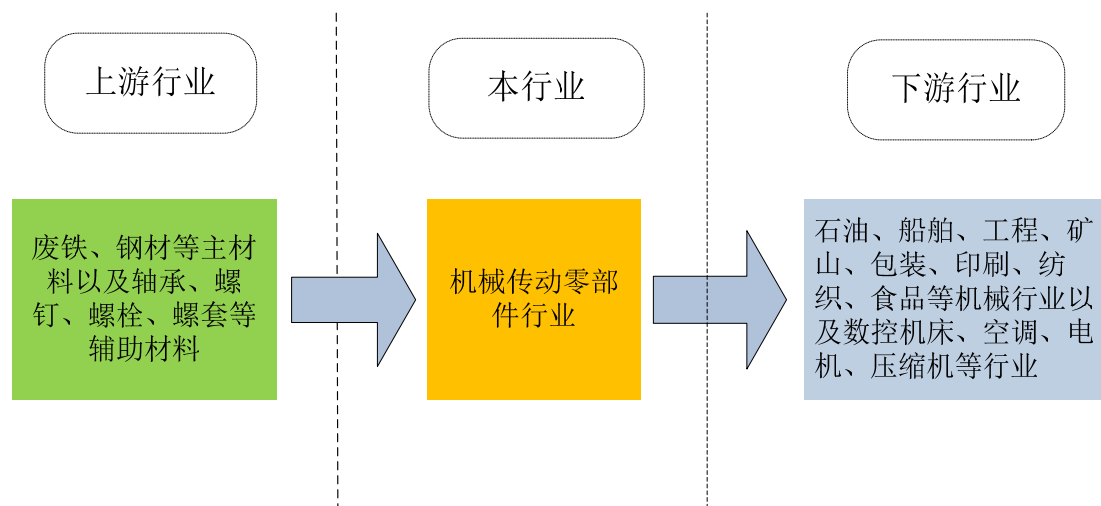 上游行业
本行业
下游行业
废铁、钢材等主材
料以及轴承、螺
钉、螺栓、螺套等
辅助材料
机械传动零部
件行业
石油、船舶、工程、矿
山、包装、印刷、纺
织、食品等机械行业以
及数控机床、空调、电
机、压缩机等行业